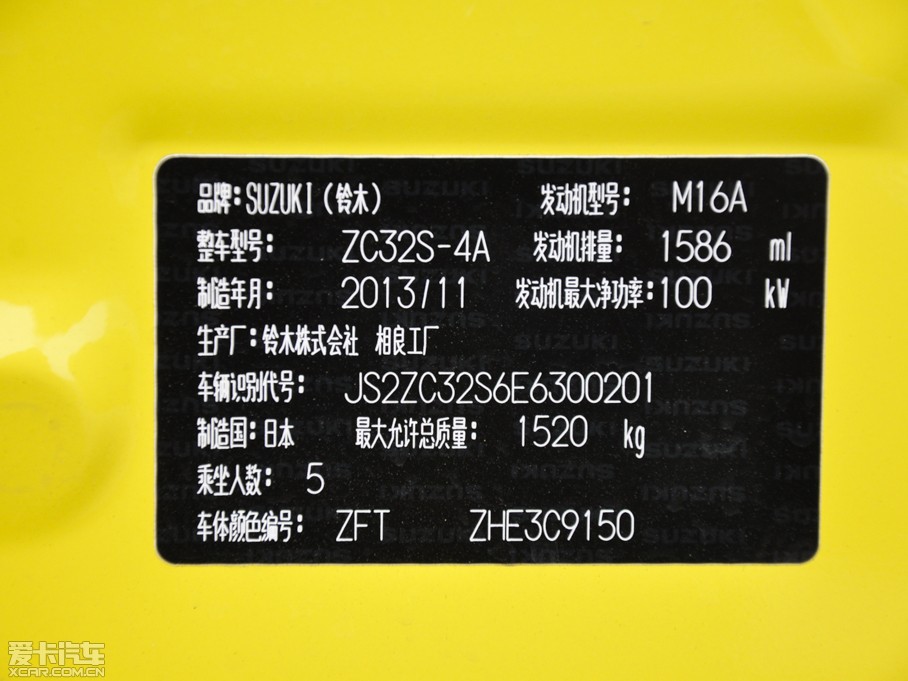 品牌:SUZUKI(铃木) 发动机型号: M16A
整车型号: ZC32S-4A 发动机排量: 1586 ml
制造年月: 2013/11 发动机最大净功率:100 kW
生产厂:铃木株式会社 相良工厂
车辆识别代号: JS2ZC32S6E6300201
制造国:日本 最大允许总质量: 1520 kg
乘坐人数: 5
车体颜色编号: ZFT ZHE3C9150
爱卡汽车
XCAR.COM.CN